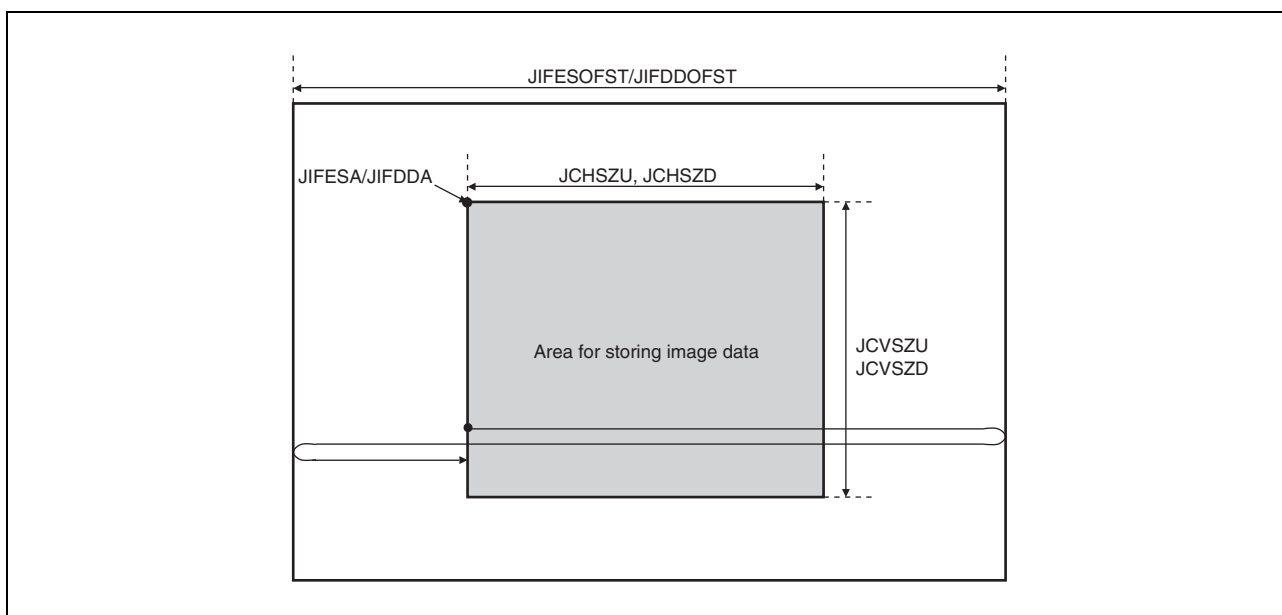 JIFESOFST/JIFDDOFST
JIFESA/JIFDDA
JCHSZU, JCHSZD
Area for storing image data
JCVSZU
JCVSZD